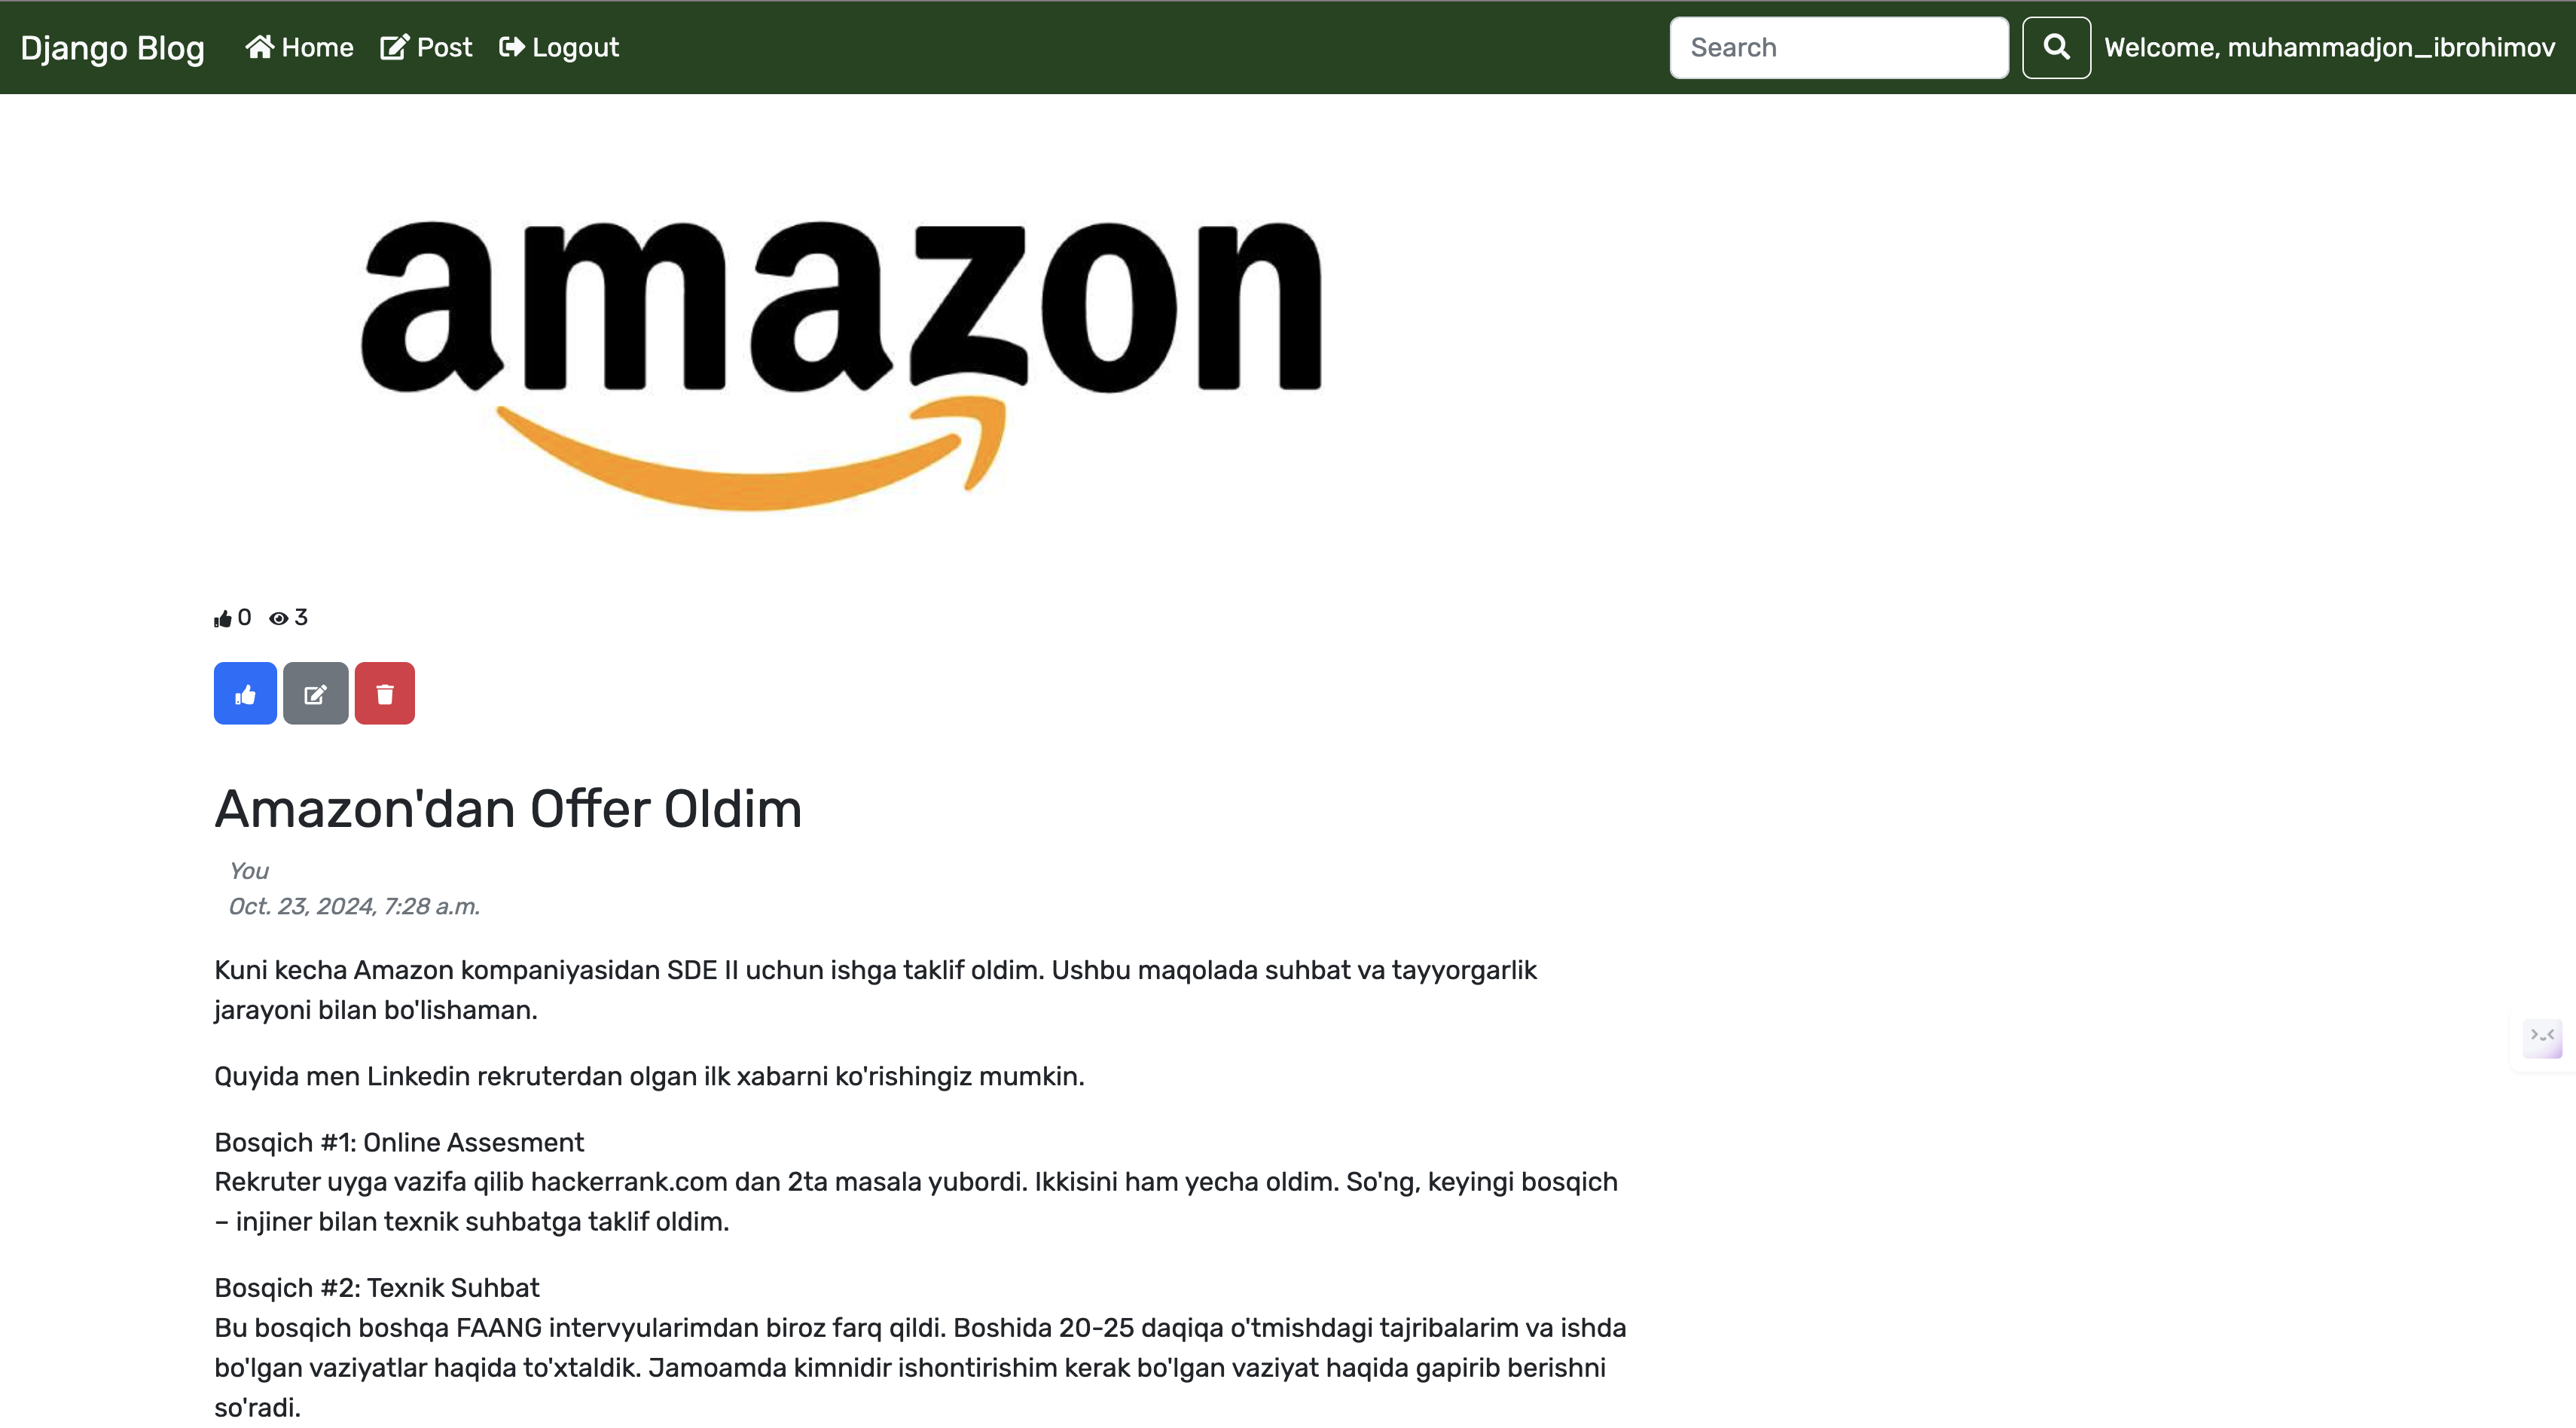 Django Blog Home Post Logout Search Welcome, muhammadjon_ibrohimov
amazon
0 3
Amazon'dan Offer Oldim
You
Oct. 23, 2024, 7:28 a.m.
Kuni kecha Amazon kompaniyasidan SDE II uchun ishga taklif oldim. Ushbu maqolada suhbat va tayyorgarlik
jarayoni bilan bo'lishaman.
Quyida men Linkedin rekruterdan olgan ilk xabarni ko'rishingiz mumkin.
Bosqich #1: Online Assesment
Rekruter uyga vazifa qilib hackerrank.com dan 2ta masala yubordi. Ikkisini ham yecha oldim. So'ng, keyingi bosqich
– injiner bilan texnik suhbatga taklif oldim.
Bosqich #2: Texnik Suhbat
Bu bosqich boshqa FAANG intervyularimdan biroz farq qildi. Boshida 20-25 daqiqa o'tmishdagi tajribalarim va ishda
bo'lgan vaziyatlar haqida to'xtaldik. Jamoamda kimnidir ishontirishim kerak bo'lgan vaziyat haqida gapirib berishni
so'radi.